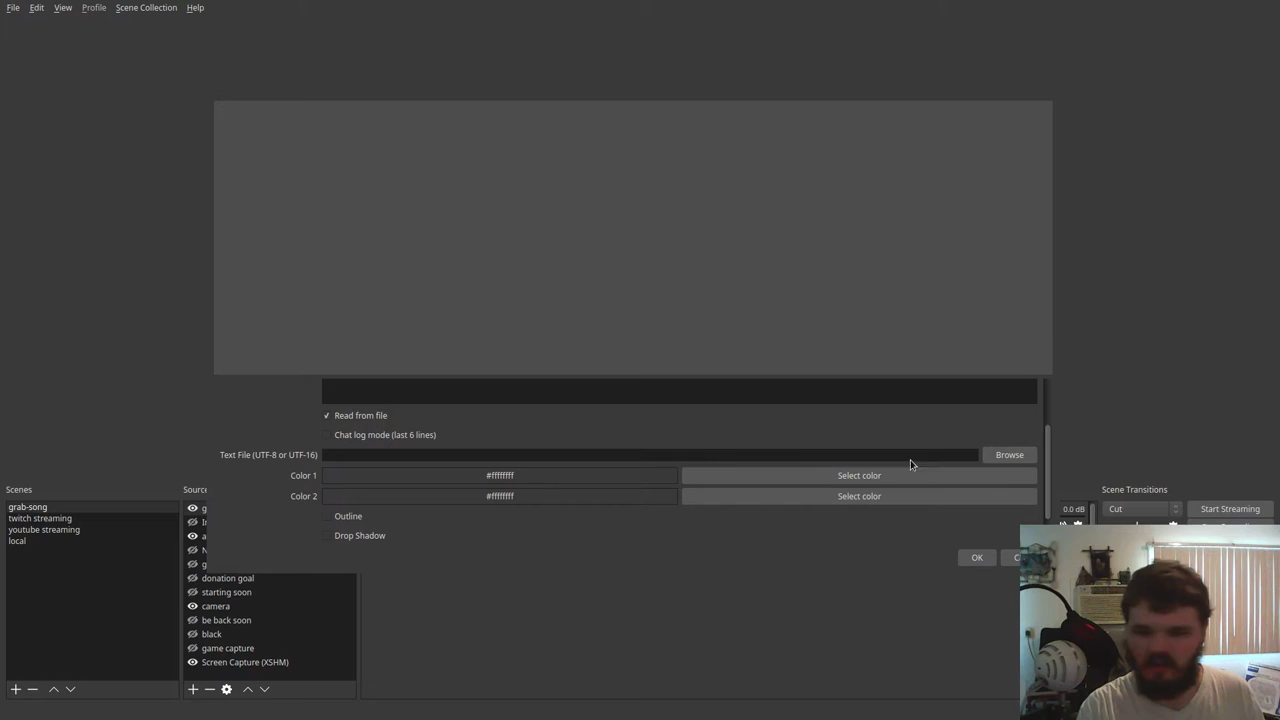 File Edit View Profile Scene Collection Help
Read from file
Chat log mode (last 6 lines)
Text File (UTF-8 or UTF-16) Browse
Color 1 #ffffffff Select color
Color 2 #ffffffff Select color
Outline
Drop Shadow
OK
Scenes
grab-song
twitch streaming
youtube streaming
local
donation goal
starting soon
camera
be back soon
black
game capture
Screen Capture (XSHM)
0.0 dB
Scene Transitions
Cut
Start Streaming